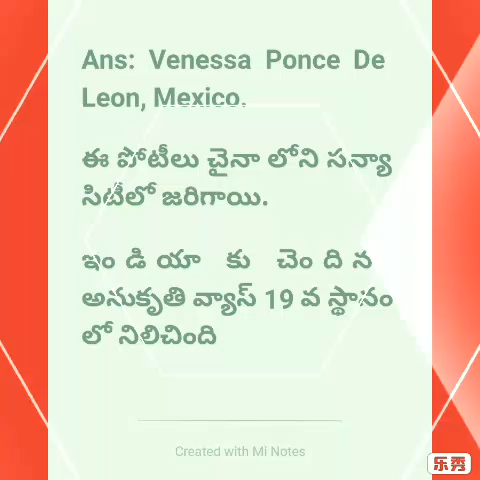 Ans: Venessa Ponce De
Leon, Mexico.
ఈ పోటీలు చైనా లోని సన్యా
సిటీలో జరిగాయి.
ఇం డి యా కు చెం ది న
అనుకృతి వ్యాస్ 19 వ స్థానం
లో నిలిచింది
Created with Mi Notes
乐秀